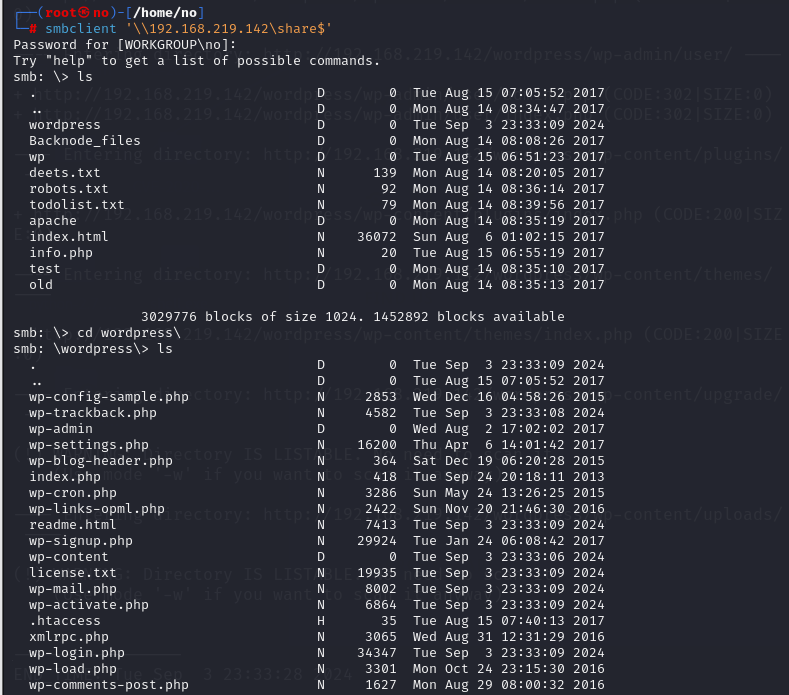 ┌──(root㉿no)-[/home/no]
└─# smbclient '\\192.168.219.142\share$'
Password for [WORKGROUP\no]:
Try "help" to get a list of possible commands.
smb: \> ls
  .                                   D        0  Tue Aug 15 07:05:52 2017
  ..                                  D        0  Mon Aug 14 08:34:47 2017
  wordpress                           D        0  Tue Sep  3 23:33:09 2024
  Backnode_files                      D        0  Mon Aug 14 08:08:26 2017
  wp                                  D        0  Tue Aug 15 06:51:23 2017
  deets.txt                           N      139  Mon Aug 14 08:20:05 2017
  robots.txt                          N       92  Mon Aug 14 08:36:14 2017
  todolist.txt                        N       79  Mon Aug 14 08:39:56 2017
  apache                              D        0  Mon Aug 14 08:35:19 2017
  index.html                          N    36072  Sun Aug  6 01:02:15 2017
  info.php                            N       20  Tue Aug 15 06:55:19 2017
  test                                D        0  Mon Aug 14 08:35:10 2017
  old                                 D        0  Mon Aug 14 08:35:13 2017
                3029776 blocks of size 1024. 1452892 blocks available
smb: \> cd wordpress\
smb: \wordpress\> ls
  .                                   D        0  Tue Sep  3 23:33:09 2024
  ..                                  D        0  Tue Aug 15 07:05:52 2017
  wp-config-sample.php                N     2853  Wed Dec 16 04:58:26 2015
  wp-trackback.php                    N     4582  Tue Sep  3 23:33:08 2024
  wp-admin                            D        0  Wed Aug  2 17:02:02 2017
  wp-settings.php                     N    16200  Thu Apr  6 14:01:42 2017
  wp-blog-header.php                  N      364  Sat Dec 19 06:20:28 2015
  index.php                           N      418  Tue Sep 24 20:18:11 2013
  wp-cron.php                         N     3286  Sun May 24 13:26:25 2015
  wp-links-opml.php                   N     2422  Sun Nov 20 21:46:30 2016
  readme.html                         N     7413  Tue Sep  3 23:33:09 2024
  wp-signup.php                       N    29924  Tue Jan 24 06:08:42 2017
  wp-content                          D        0  Tue Sep  3 23:33:06 2024
  license.txt                         N    19935  Tue Sep  3 23:33:09 2024
  wp-mail.php                         N     8002  Tue Sep  3 23:33:09 2024
  wp-activate.php                     N     6864  Tue Sep  3 23:33:09 2024
  .htaccess                           H       35  Tue Aug 15 07:40:13 2017
  xmlrpc.php                          N     3065  Wed Aug 31 12:31:29 2016
  wp-login.php                        N    34347  Tue Sep  3 23:33:09 2024
  wp-load.php                         N     3301  Mon Oct 24 23:15:30 2016
  wp-comments-post.php                N     1627  Mon Aug 29 08:00:32 2016